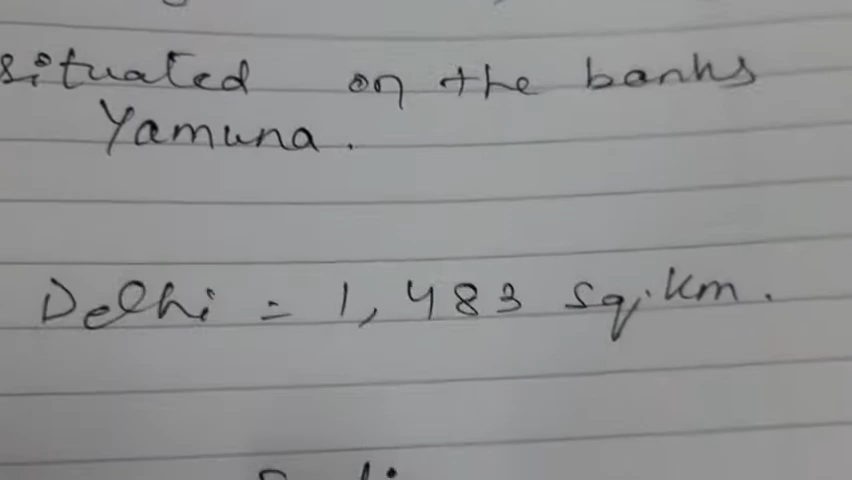 situated on the banks
Yamuna.
Delhi = 1,483 sq.km.